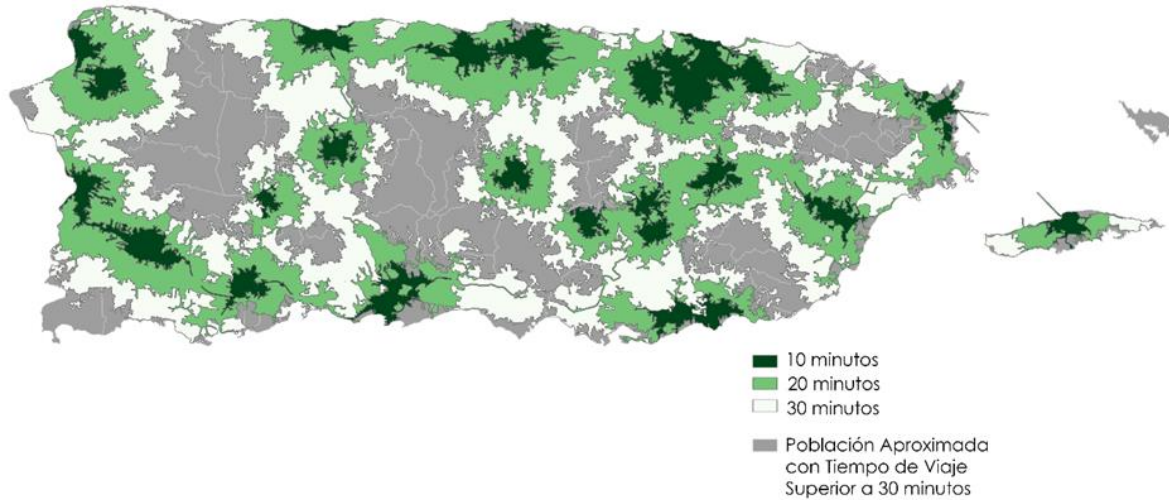 10 minutos
20 minutos
30 minutos
Población Aproximada
con Tiempo de Viaje
Superior a 30 minutos